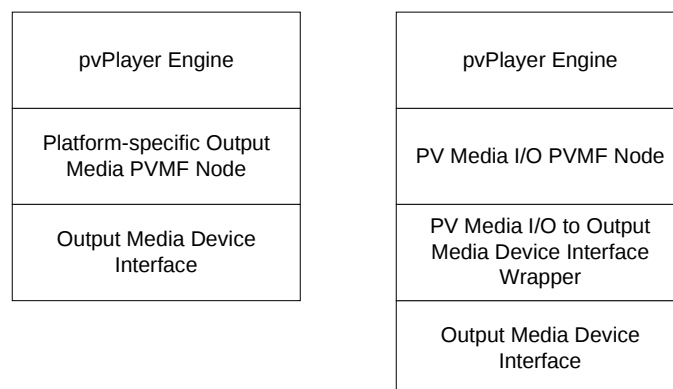 pvPlayer Engine
Platform-specific Output
Media PVMF Node
Output Media Device
Interface
pvPlayer Engine
PV Media I/O PVMF Node
PV Media I/O to Output
Media Device Interface
Wrapper
Output Media Device
Interface